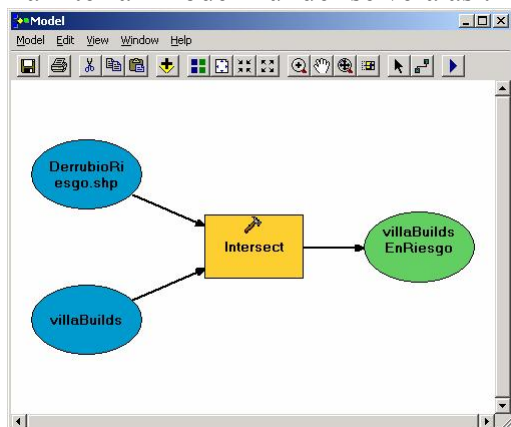 Model
Model Edit View Window Help
DerrubioRi
esgo.shp
villaBuilds
Intersect
villaBuilds
EnRiesgo